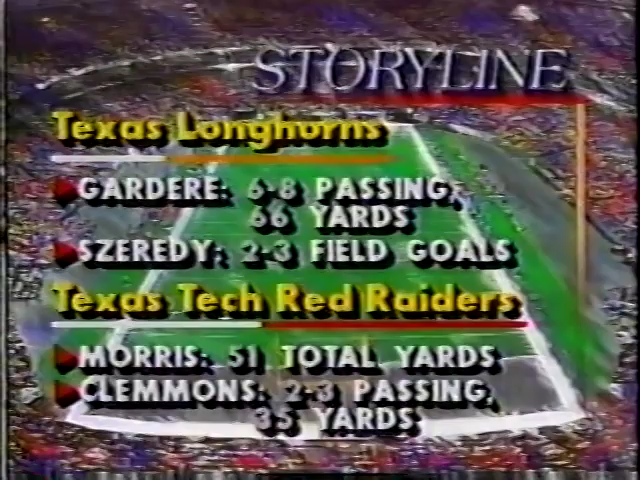 STORYLINE
Texas Longhorns
GARDERE: 6-8 PASSING,
66 YARDS
SZEREDY: 2-3 FIELD GOALS
Texas Tech Red Raiders
MORRIS: 51 TOTAL YARDS
CLEMMONS: 2-3 PASSING,
35 YARDS